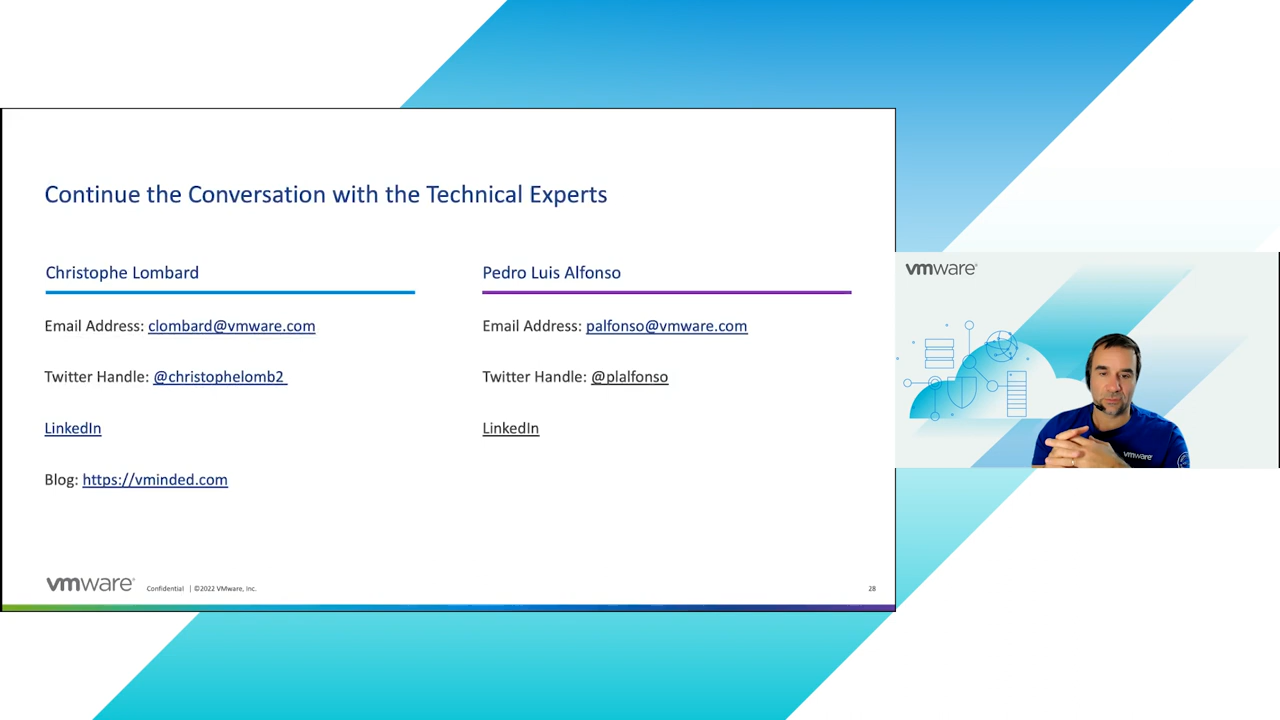 Continue the Conversation with the Technical Experts
Christophe Lombard
Email Address: clombard@vmware.com
Twitter Handle: @christophelomb2
LinkedIn
Blog: https://vminded.com
Pedro Luis Alfonso
Email Address: palfonso@vmware.com
Twitter Handle: @plalfonso
LinkedIn
vmware®
Confidential | ©2022 VMware, Inc.
28
vmware®
vmware